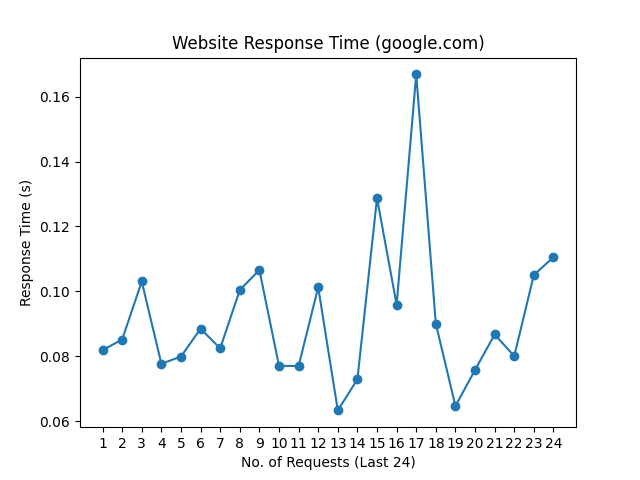 Website Response Time (google.com)
Response Time (s)
0.16
0.14
0.12
0.10
0.08
0.06
1 2 3 4 5 6 7 8 9 10 11 12 13 14 15 16 17 18 19 20 21 22 23 24
No. of Requests (Last 24)